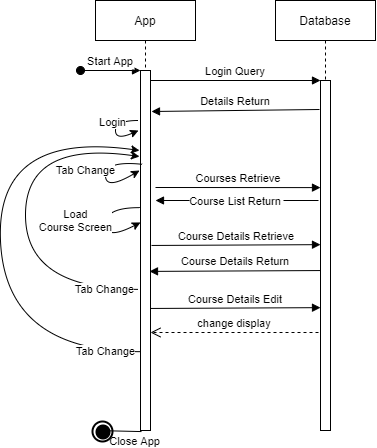 App
Database
Start App
Login Query
Details Return
Login
Tab Change
Courses Retrieve
Course List Return
Load
Course Screen
Course Details Retrieve
Course Details Return
Tab Change
Course Details Edit
change display
Tab Change
Close App